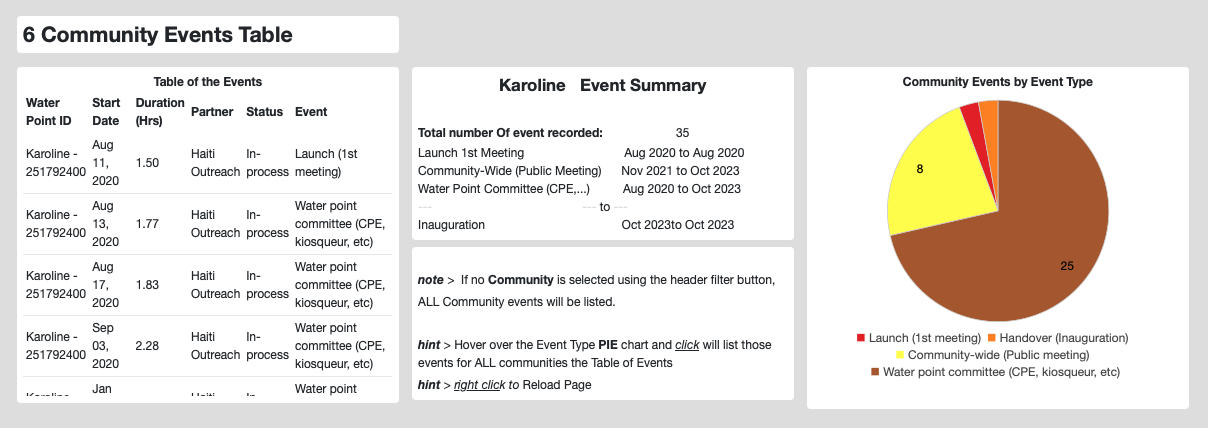 6 Community Events Table
Table of the Events
Water Point ID Start Date Duration (Hrs) Partner Status Event
Karoline - 251792400 Aug 11, 2020 1.50 Haiti Outreach In-process Launch (1st meeting)
Karoline - 251792400 Aug 13, 2020 1.77 Haiti Outreach In-process Water point committee (CPE, kiosqueur, etc)
Karoline - 251792400 Aug 17, 2020 1.83 Haiti Outreach In-process Water point committee (CPE, kiosqueur, etc)
Karoline - 251792400 Sep 03, 2020 2.28 Haiti Outreach In-process Water point committee (CPE, kiosqueur, etc)
Karoline Jan Haiti In- Water point
Karoline Event Summary
Total number Of event recorded: 35
Launch 1st Meeting Aug 2020 to Aug 2020
Community-Wide (Public Meeting) Nov 2021 to Oct 2023
Water Point Committee (CPE,...) Aug 2020 to Oct 2023
--- --- to ---
Inauguration Oct 2023to Oct 2023
note > If no Community is selected using the header filter button,
ALL Community events will be listed.
hint > Hover over the Event Type PIE chart and click will list those
events for ALL communities the Table of Events
hint > right click to Reload Page
Community Events by Event Type
8
25
Launch (1st meeting) Handover (Inauguration)
Community-wide (Public meeting)
Water point committee (CPE, kiosqueur, etc)